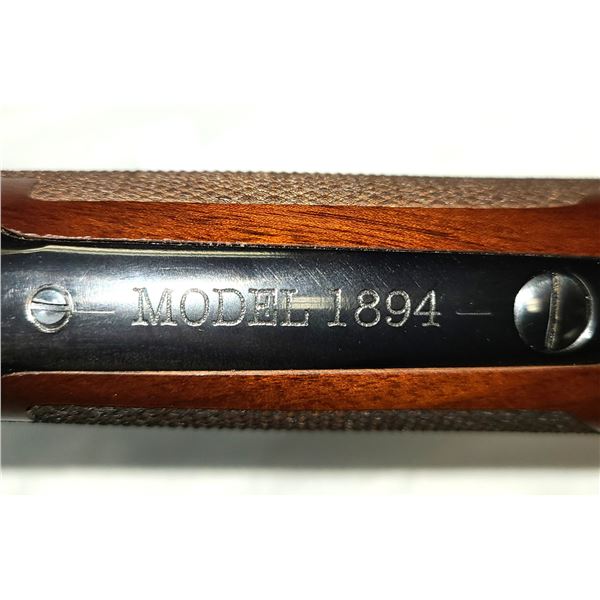 — MODEL 1894 —